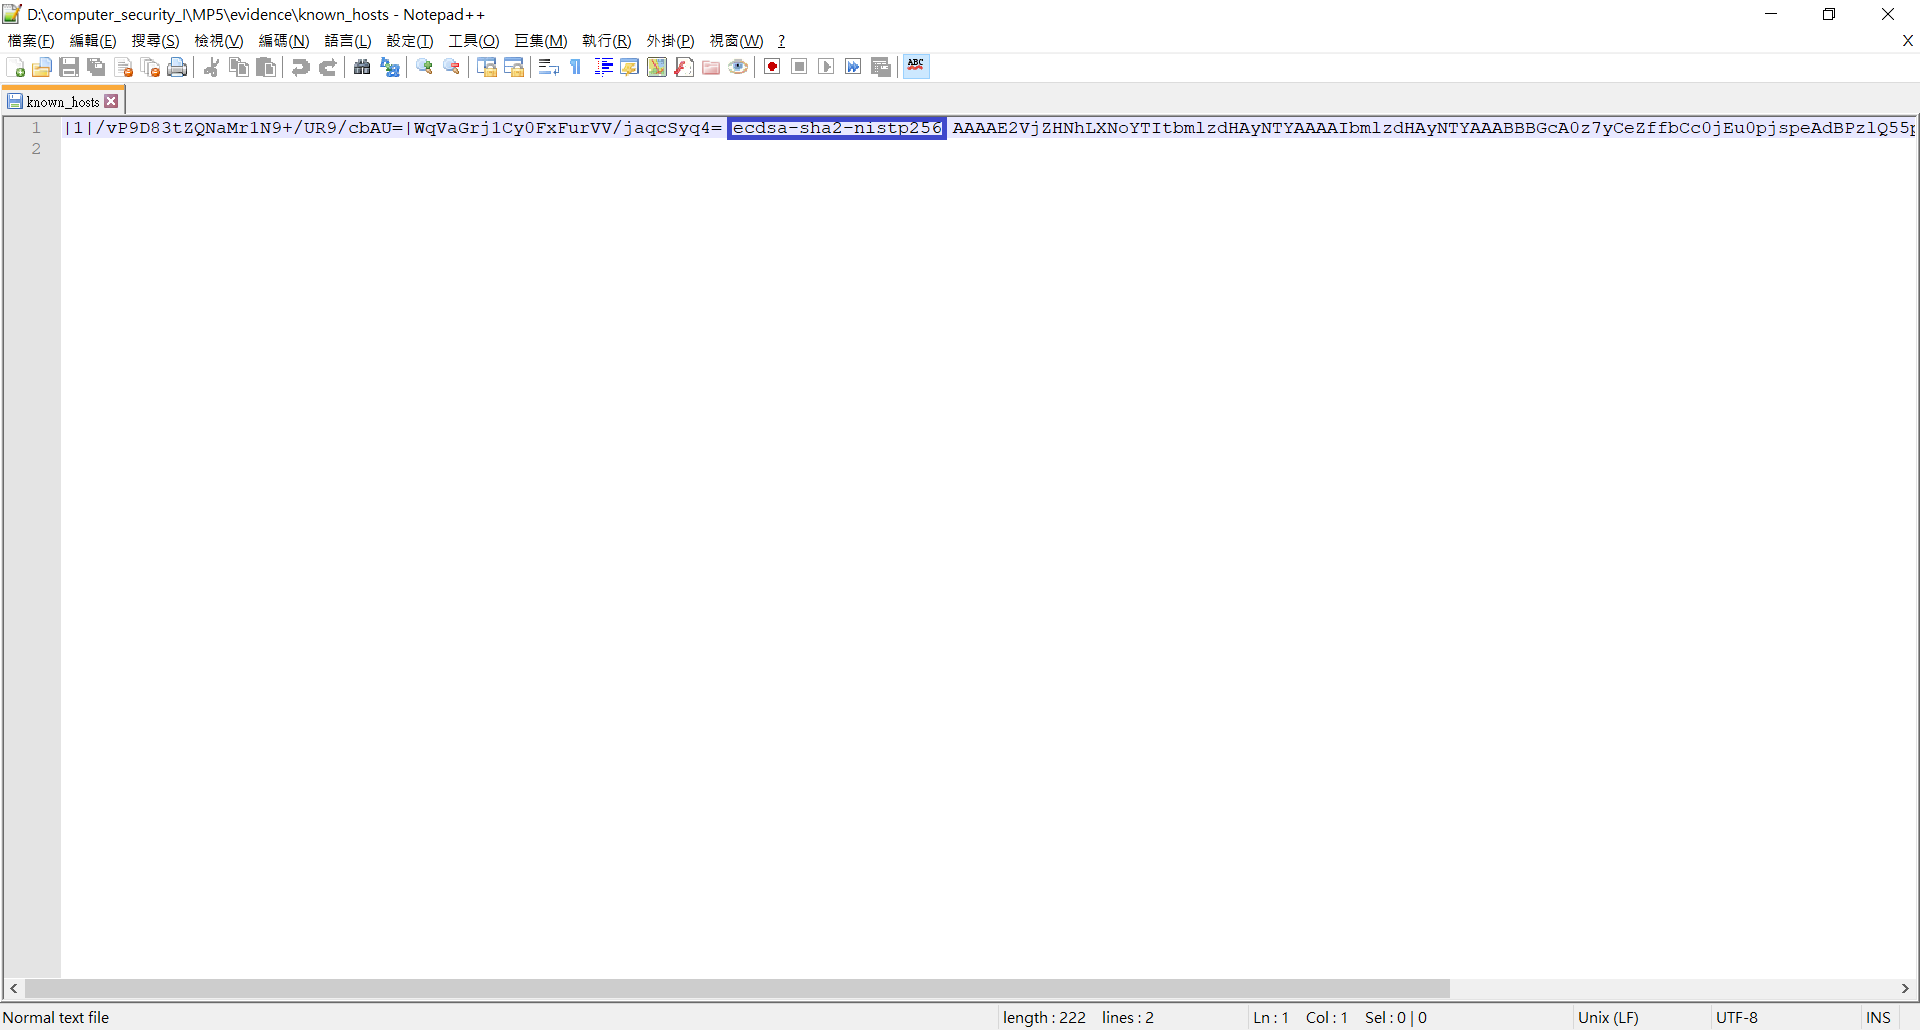 D:\computer_security_I\MP5\evidence\known_hosts - Notepad++
檔案(F) 編輯(E) 搜尋(S) 檢視(V) 編碼(N) 語言(L) 設定(T) 工具(O) 巨集(M) 執行(R) 外掛(P) 視窗(W) ? X
ABC
known_hosts
1 |1|/vP9D83tZQNaMr1N9+/UR9/cbAU=|WqVaGrj1Cy0FxFurVV/jaqcSyq4= ecdsa-sha2-nistp256 AAAAE2VjZHNhLXNoYTItbmlzdHAyNTYAAAAIbmlzdHAyNTYAAABBBGcA0z7yCeZffbCc0jEu0pjspeAdBPzlQ55p
2
Normal text file length : 222 lines : 2 Ln : 1 Col : 1 Sel : 0 | 0 Unix (LF) UTF-8 INS